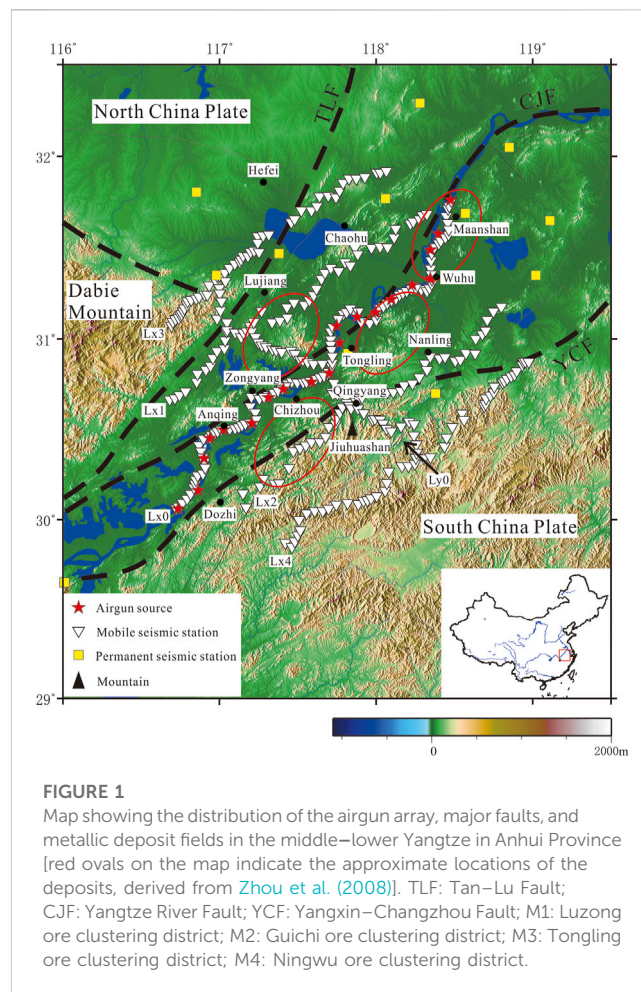 116°
117°
118°
119°
North China Plate
TLF
CJF
32°
Hefei
Chaohu
Maanshan
Dabie
Mountain
Lujiang
Wuhu
Lx3
31°
Tongling
Nanling
YCF
Lx1
Zongyang
Qingyang
Anqing
Chizhou
Jiuhuashan
Ly0
Lx0
Dozhi
Lx2
30°
South China Plate
Lx4
Airgun source
Mobile seismic station
Permanent seismic station
Mountain
29°
0
2000m
FIGURE 1
Map showing the distribution of the airgun array, major faults, and
metallic deposit fields in the middle–lower Yangtze in Anhui Province
[red ovals on the map indicate the approximate locations of the
deposits, derived from Zhou et al. (2008)]. TLF: Tan–Lu Fault;
CJF: Yangtze River Fault; YCF: Yangxin–Changzhou Fault; M1: Luzong
ore clustering district; M2: Guichi ore clustering district; M3: Tongling
ore clustering district; M4: Ningwu ore clustering district.